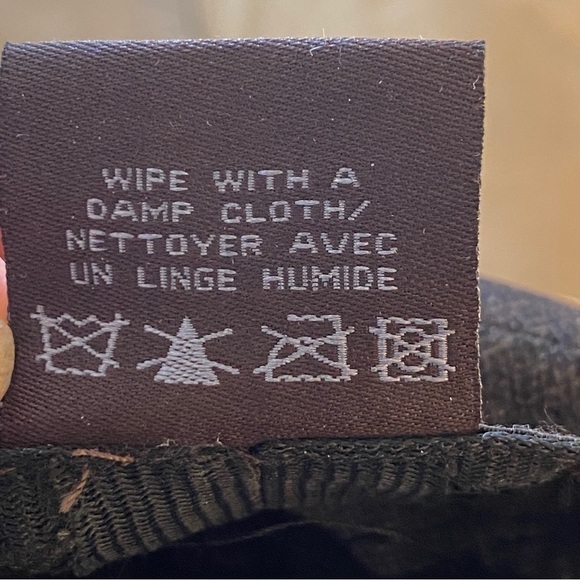 WIPE WITH A
DAMP CLOTH/
NETTOYER AVEC
UN LINGE HUMIDE